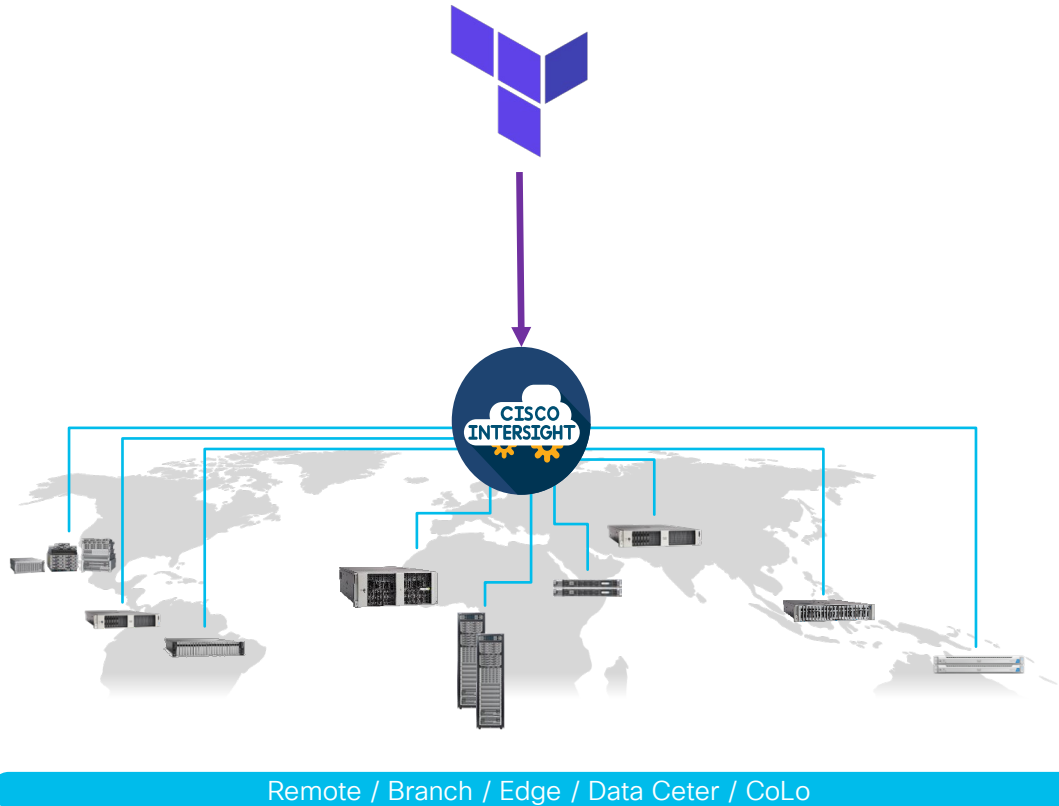 CISCO
INTERSIGHT
Remote / Branch / Edge / Data Ceter / CoLo